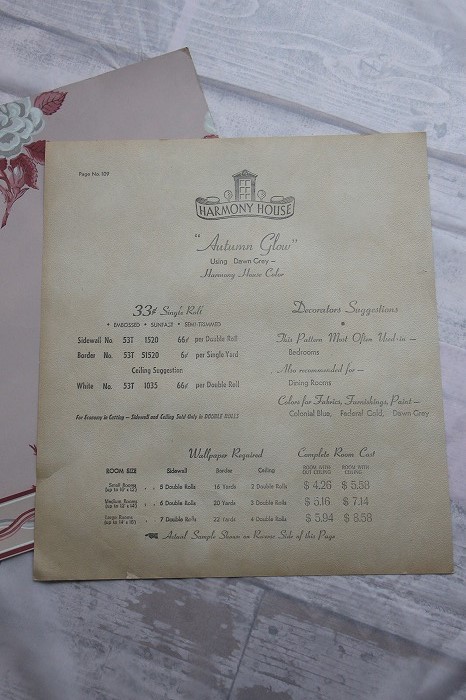 Page No. 109
HARMONY HOUSE
"Autumn Glow"
Using Dawn Grey —
Harmony House Color
33¢ Single Roll
• EMBOSSED • SUNFAST • SEMI-TRIMMED
Sidewall No. 53T 1520 66¢ per Double Roll
Border No. 53T 51520 6¢ per Single Yard
Ceiling Suggestion
White No. 53T 1035 66¢ per Double Roll
For Economy in Cutting — Sidewall and Ceiling Sold Only in DOUBLE ROLLS
Decorators Suggestions
This Pattern Most Often Used in —
Bedrooms
Also recommended for —
Dining Rooms
Colors for Fabrics, Furnishings, Paint —
Colonial Blue, Federal Gold, Dawn Grey
Wallpaper Required Complete Room Cost
ROOM SIZE Sidewall Border Ceiling ROOM WITHOUT CEILING ROOM WITH CEILING
Small Rooms 5 Double Rolls 16 Yards 2 Double Rolls $ 4.26 $ 5.58
Medium Rooms 6 Double Rolls 20 Yards 3 Double Rolls $ 5.16 $ 7.14
Large Rooms 7 Double Rolls 22 Yards 4 Double Rolls $ 5.94 $ 8.58
Actual Sample Shown on Reverse Side of this Page